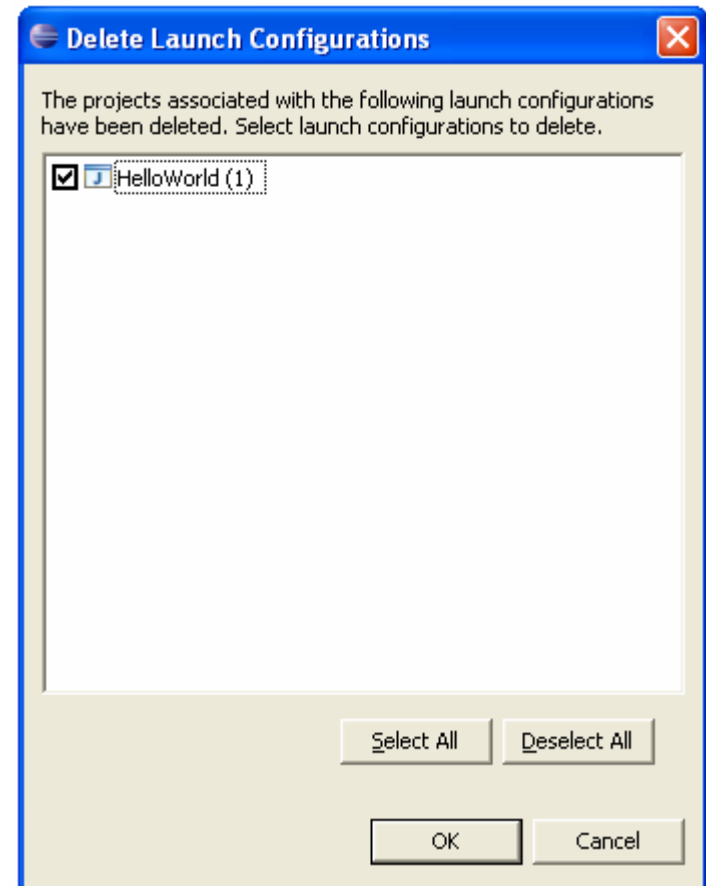 Delete Launch Configurations
The projects associated with the following launch configurations
have been deleted. Select launch configurations to delete.
HelloWorld (1)
Select All Deselect All
OK Cancel